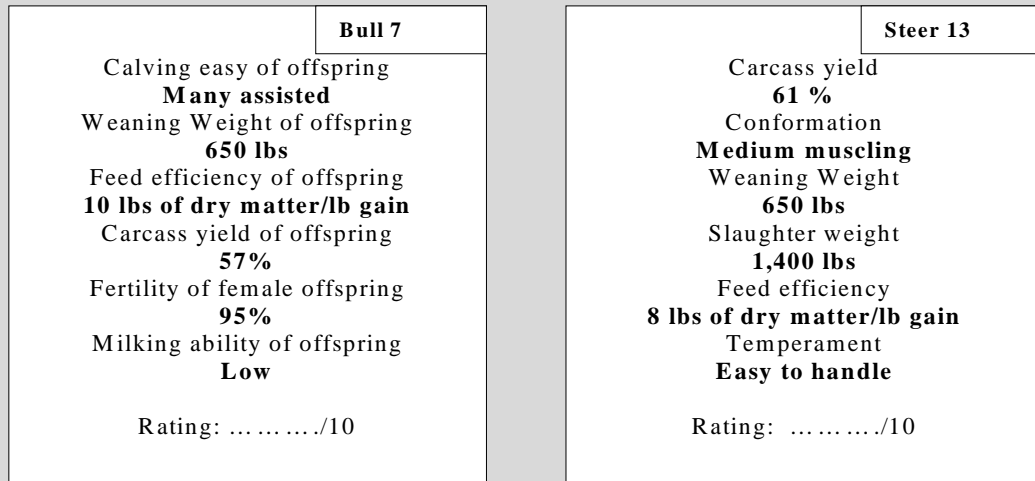 Bull 7
Calving easy of offspring
Many assisted
Weaning Weight of offspring
650 lbs
Feed efficiency of offspring
10 lbs of dry matter/lb gain
Carcass yield of offspring
57%
Fertility of female offspring
95%
Milking ability of offspring
Low
Rating: ………./10
Steer 13
Carcass yield
61 %
Conformation
Medium muscling
Weaning Weight
650 lbs
Slaughter weight
1,400 lbs
Feed efficiency
8 lbs of dry matter/lb gain
Temperament
Easy to handle
Rating: ………./10